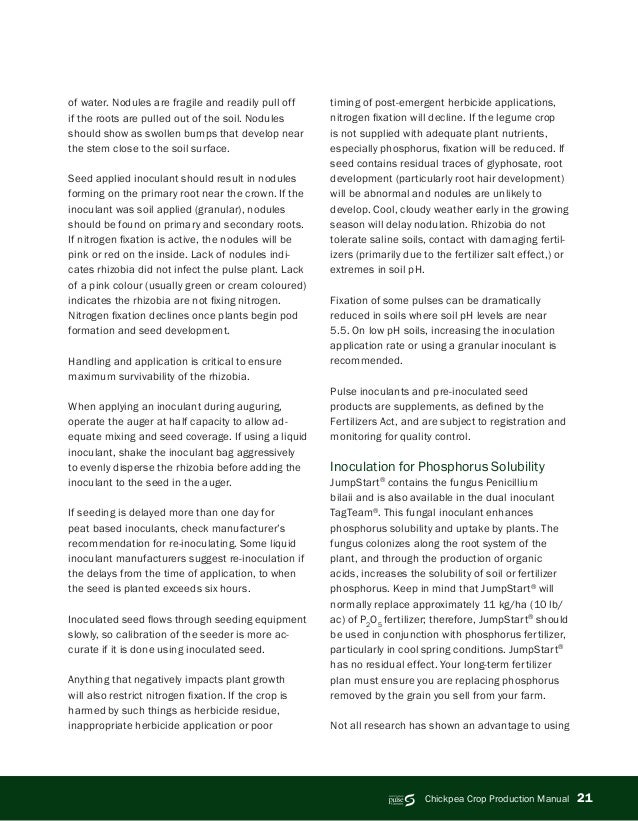 of water. Nodules are fragile and readily pull off
if the roots are pulled out of the soil. Nodules
should show as swollen bumps that develop near
the stem close to the soil surface.
Seed applied inoculant should result in nodules
forming on the primary root near the crown. If the
inoculant was soil applied (granular), nodules
should be found on primary and secondary roots.
If nitrogen fixation is active, the nodules will be
pink or red on the inside. Lack of nodules indi-
cates rhizobia did not infect the pulse plant. Lack
of a pink colour (usually green or cream coloured)
indicates the rhizobia are not fixing nitrogen.
Nitrogen fixation declines once plants begin pod
formation and seed development.
Handling and application is critical to ensure
maximum survivability of the rhizobia.
When applying an inoculant during auguring,
operate the auger at half capacity to allow ad-
equate mixing and seed coverage. If using a liquid
inoculant, shake the inoculant bag aggressively
to evenly disperse the rhizobia before adding the
inoculant to the seed in the auger.
If seeding is delayed more than one day for
peat based inoculants, check manufacturer's
recommendation for re-inoculating. Some liquid
inoculant manufacturers suggest re-inoculation if
the delays from the time of application, to when
the seed is planted exceeds six hours.
Inoculated seed flows through seeding equipment
slowly, so calibration of the seeder is more ac-
curate if it is done using inoculated seed.
Anything that negatively impacts plant growth
will also restrict nitrogen fixation. If the crop is
harmed by such things as herbicide residue,
inappropriate herbicide application or poor
timing of post-emergent herbicide applications,
nitrogen fixation will decline. If the legume crop
is not supplied with adequate plant nutrients,
especially phosphorus, fixation will be reduced. If
seed contains residual traces of glyphosate, root
development (particularly root hair development)
will be abnormal and nodules are unlikely to
develop. Cool, cloudy weather early in the growing
season will delay nodulation. Rhizobia do not
tolerate saline soils, contact with damaging fertil-
izers (primarily due to the fertilizer salt effect,) or
extremes in soil pH.
Fixation of some pulses can be dramatically
reduced in soils where soil pH levels are near
5.5. On low pH soils, increasing the inoculation
application rate or using a granular inoculant is
recommended.
Pulse inoculants and pre-inoculated seed
products are supplements, as defined by the
Fertilizers Act, and are subject to registration and
monitoring for quality control.
Inoculation for Phosphorus Solubility
JumpStart® contains the fungus Penicillium
bilaii and is also available in the dual inoculant
TagTeam®. This fungal inoculant enhances
phosphorus solubility and uptake by plants. The
fungus colonizes along the root system of the
plant, and through the production of organic
acids, increases the solubility of soil or fertilizer
phosphorus. Keep in mind that JumpStart® will
normally replace approximately 11 kg/ha (10 lb/
ac) of P₂O₅ fertilizer; therefore, JumpStart® should
be used in conjunction with phosphorus fertilizer,
particularly in cool spring conditions. JumpStart®
has no residual effect. Your long-term fertilizer
plan must ensure you are replacing phosphorus
removed by the grain you sell from your farm.
Not all research has shown an advantage to using
pulse Chickpea Crop Production Manual 21